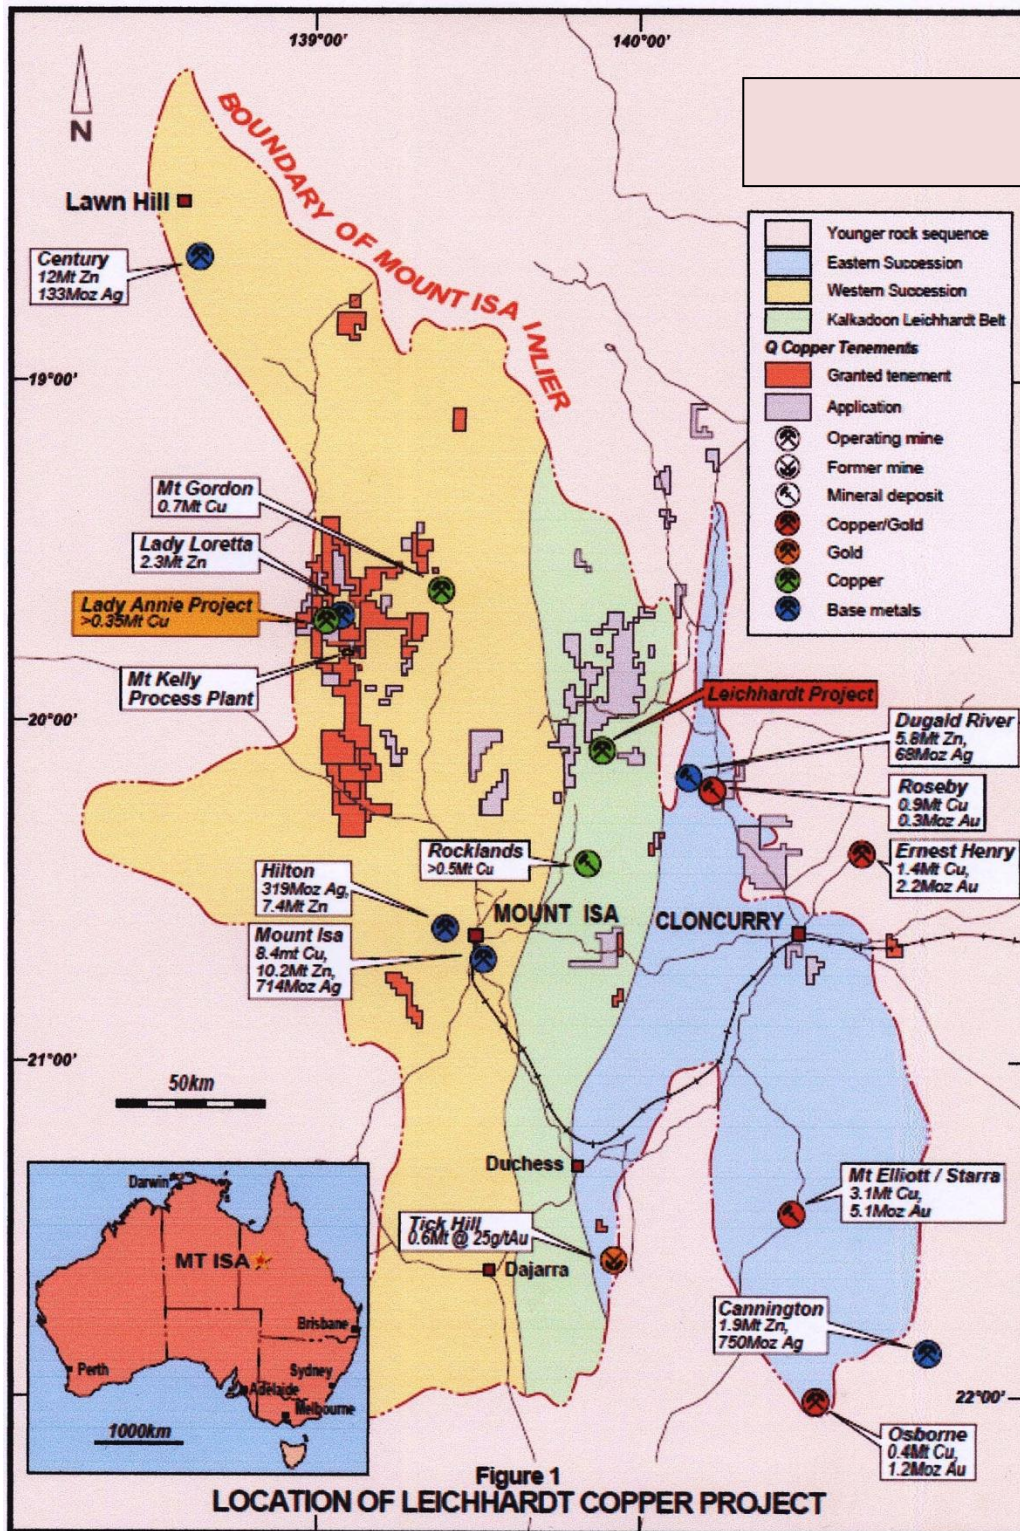 139°00'
140°00'
N
BOUNDARY OF MOUNT ISA INLIER
Lawn Hill
Century
12Mt Zn
133Moz Ag
Younger rock sequence
Eastern Succession
Western Succession
Kalkadoon Leichhardt Belt
Q Copper Tenements
Granted tenement
Application
Operating mine
Former mine
Mineral deposit
Copper/Gold
Gold
Copper
Base metals
19°00'
Mt Gordon
0.7Mt Cu
Lady Loretta
2.3Mt Zn
Lady Annie Project
>0.35Mt Cu
Mt Kelly
Process Plant
20°00'
Leichhardt Project
Dugald River
5.8Mt Zn,
68Moz Ag
Roseby
0.9Mt Cu
0.3Moz Au
Ernest Henry
1.4Mt Cu,
2.2Moz Au
Rocklands
>0.5Mt Cu
Hilton
319Moz Ag,
7.4Mt Zn
MOUNT ISA
CLONCURRY
Mount Isa
8.4mt Cu,
10.2Mt Zn,
714Moz Ag
21°00'
50km
Duchess
Mt Elliott / Starra
3.1Mt Cu,
5.1Moz Au
Tick Hill
0.6Mt @ 25g/tAu
Dajarra
Cannington
1.9Mt Zn,
750Moz Ag
22°00'
Osborne
0.4Mt Cu,
1.2Moz Au
Darwin
MT ISA
Brisbane
Perth
Sydney
Adelaide
Melbourne
1000km
Figure 1
LOCATION OF LEICHHARDT COPPER PROJECT